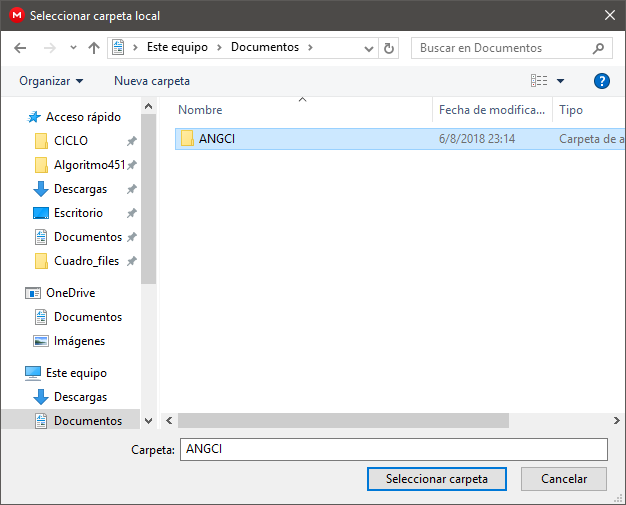 Seleccionar carpeta local
Este equipo
Documentos
Buscar en Documentos
Organizar
Nueva carpeta
Acceso rápido
CICLO
Algoritmo451
Descargas
Escritorio
Documentos
Cuadro_files
OneDrive
Documentos
Imágenes
Este equipo
Descargas
Documentos
Nombre
Fecha de modifica...
Tipo
ANGCI
6/8/2018 23:14
Carpeta de a
Carpeta:
ANGCI
Seleccionar carpeta
Cancelar